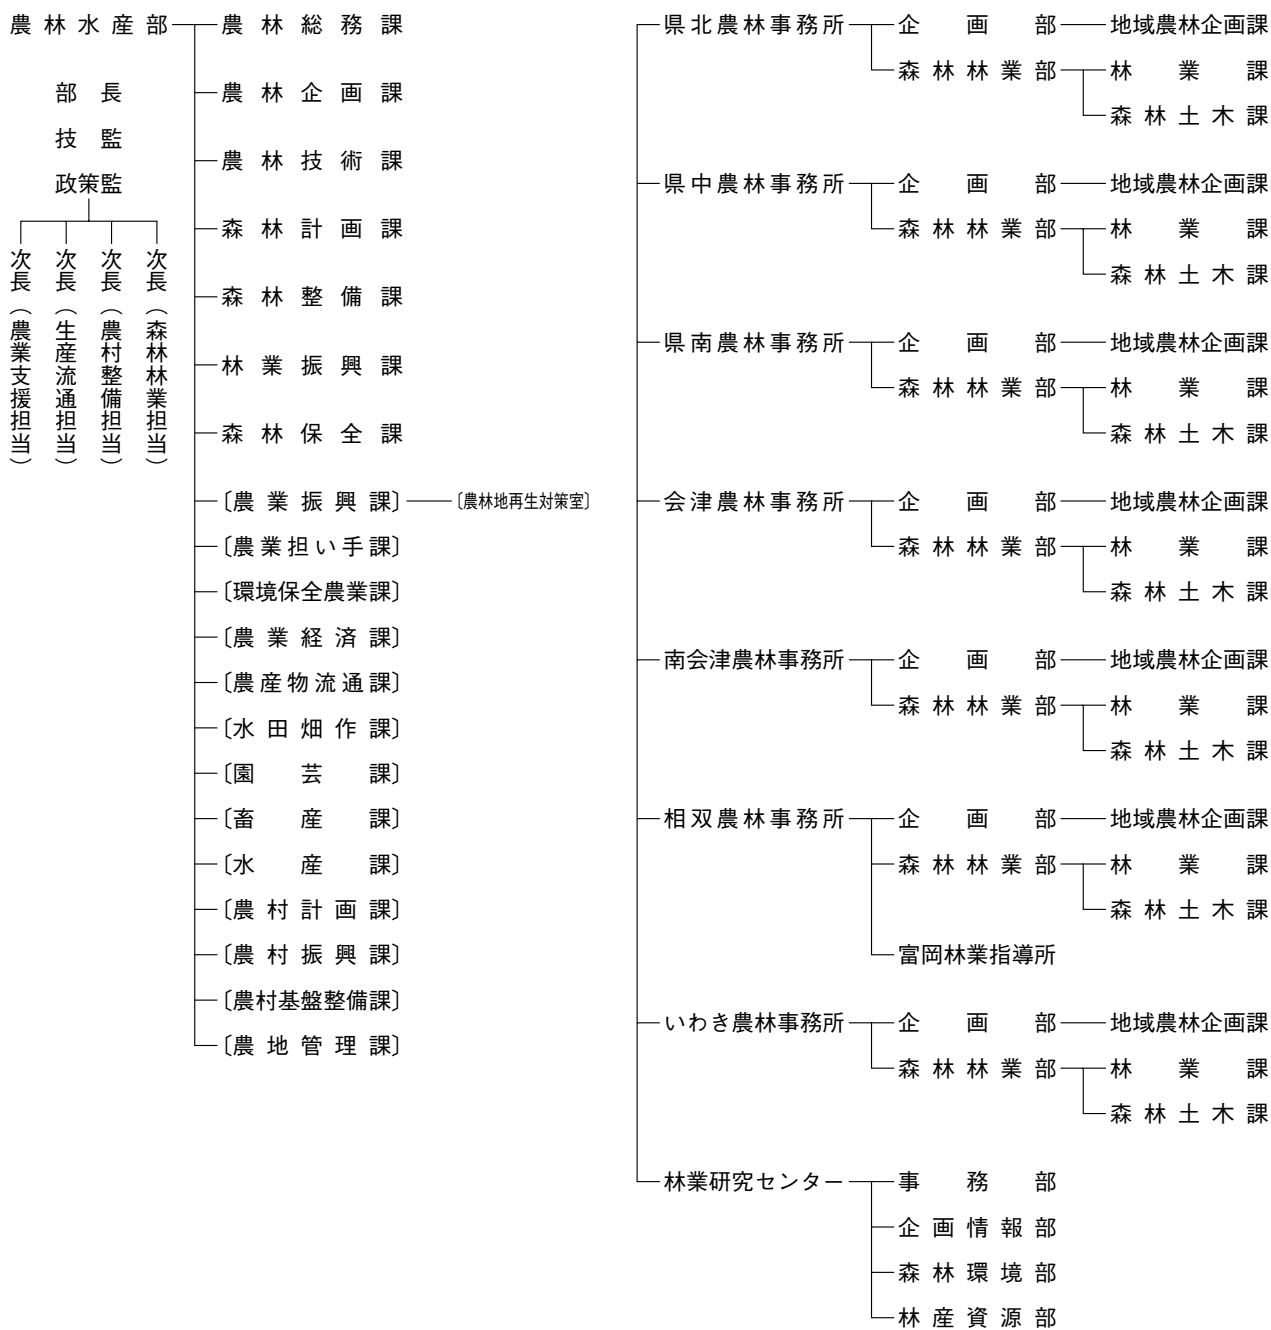 農林水産部
部長
技監
政策監
次長（農業支援担当）
次長（生産流通担当）
次長（農村整備担当）
次長（森林林業担当）
農林総務課
農林企画課
農林技術課
森林計画課
森林整備課
林業振興課
森林保全課
〔農業振興課〕
〔農林地再生対策室〕
〔農業担い手課〕
〔環境保全農業課〕
〔農業経済課〕
〔農産物流通課〕
〔水田畑作課〕
〔園芸課〕
〔畜産課〕
〔水産課〕
〔農村計画課〕
〔農村振興課〕
〔農村基盤整備課〕
〔農地管理課〕
県北農林事務所
企画部
地域農林企画課
森林林業部
林業課
森林土木課
県中農林事務所
企画部
地域農林企画課
森林林業部
林業課
森林土木課
県南農林事務所
企画部
地域農林企画課
森林林業部
林業課
森林土木課
会津農林事務所
企画部
地域農林企画課
森林林業部
林業課
森林土木課
南会津農林事務所
企画部
地域農林企画課
森林林業部
林業課
森林土木課
相双農林事務所
企画部
地域農林企画課
森林林業部
林業課
森林土木課
富岡林業指導所
いわき農林事務所
企画部
地域農林企画課
森林林業部
林業課
森林土木課
林業研究センター
事務部
企画情報部
森林環境部
林産資源部